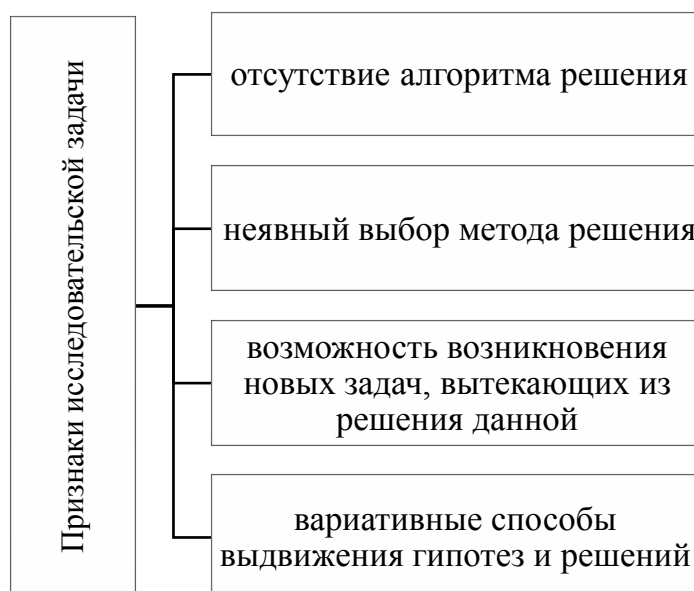 Признаки исследовательской задачи
отсутствие алгоритма решения
неявный выбор метода решения
возможность возникновения
новых задач, вытекающих из
решения данной
вариативные способы
выдвижения гипотез и решений